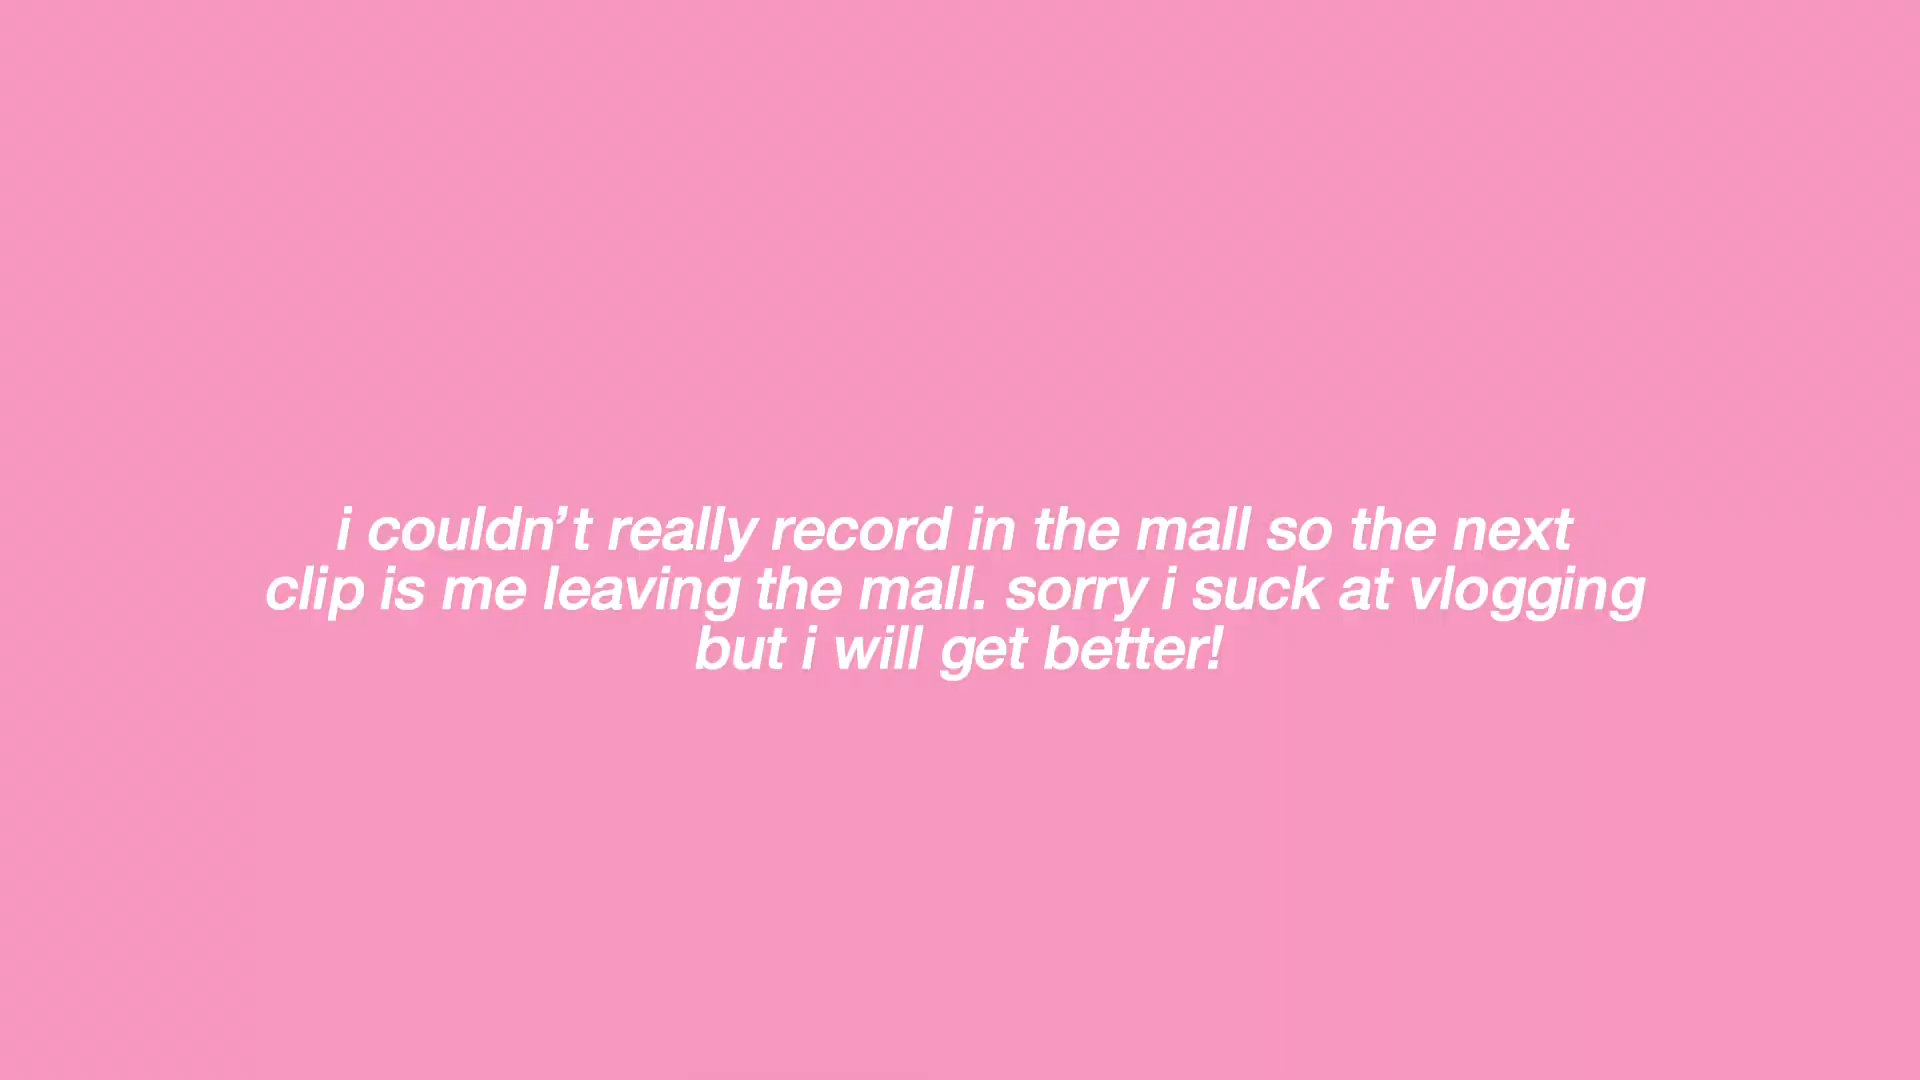 i couldn’t really record in the mall so the next
clip is me leaving the mall. sorry i suck at vlogging
but i will get better!